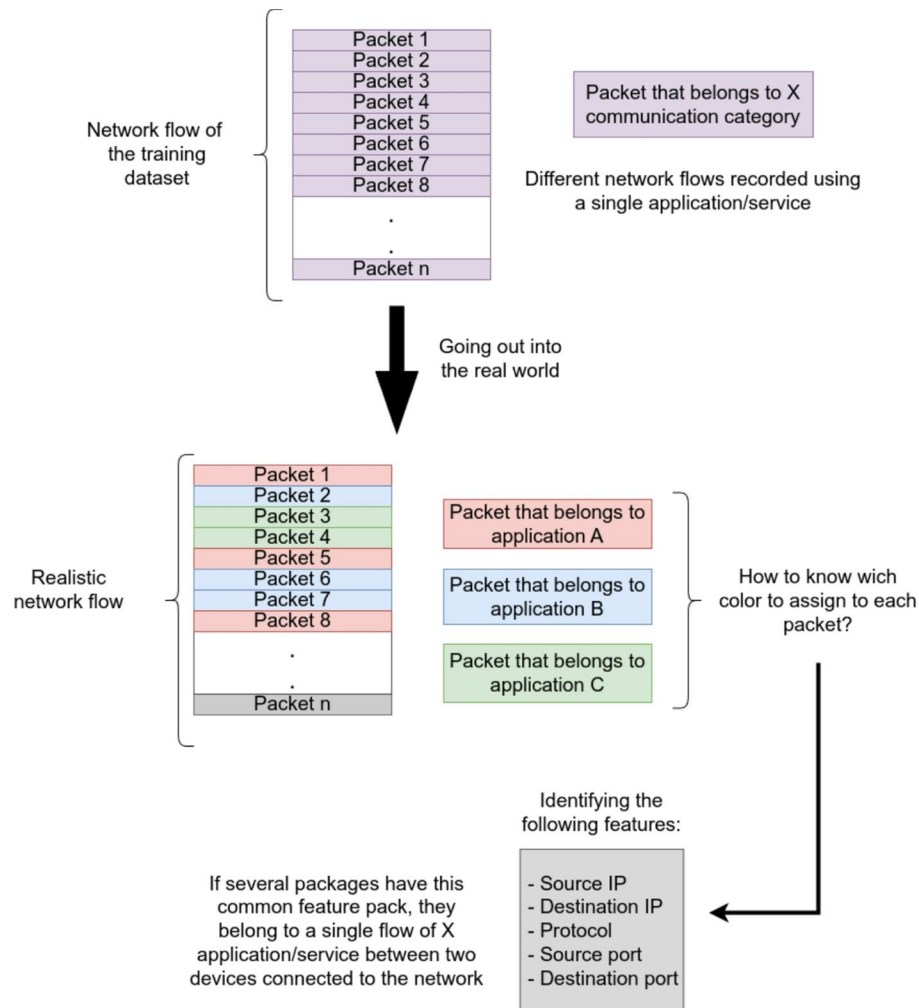 Packet 1
Packet 2
Packet 3
Packet 4
Packet 5
Packet 6
Packet 7
Packet 8
.
.
Packet n
Network flow of
the training
dataset
Packet that belongs to X
communication category
Different network flows recorded using
a single application/service
Going out into
the real world
Packet 1
Packet 2
Packet 3
Packet 4
Packet 5
Packet 6
Packet 7
Packet 8
.
.
Packet n
Realistic
network flow
Packet that belongs to
application A
Packet that belongs to
application B
Packet that belongs to
application C
How to know wich
color to assign to each
packet?
Identifying the
following features:
- Source IP
- Destination IP
- Protocol
- Source port
- Destination port
If several packages have this
common feature pack, they
belong to a single flow of X
application/service between two
devices connected to the network